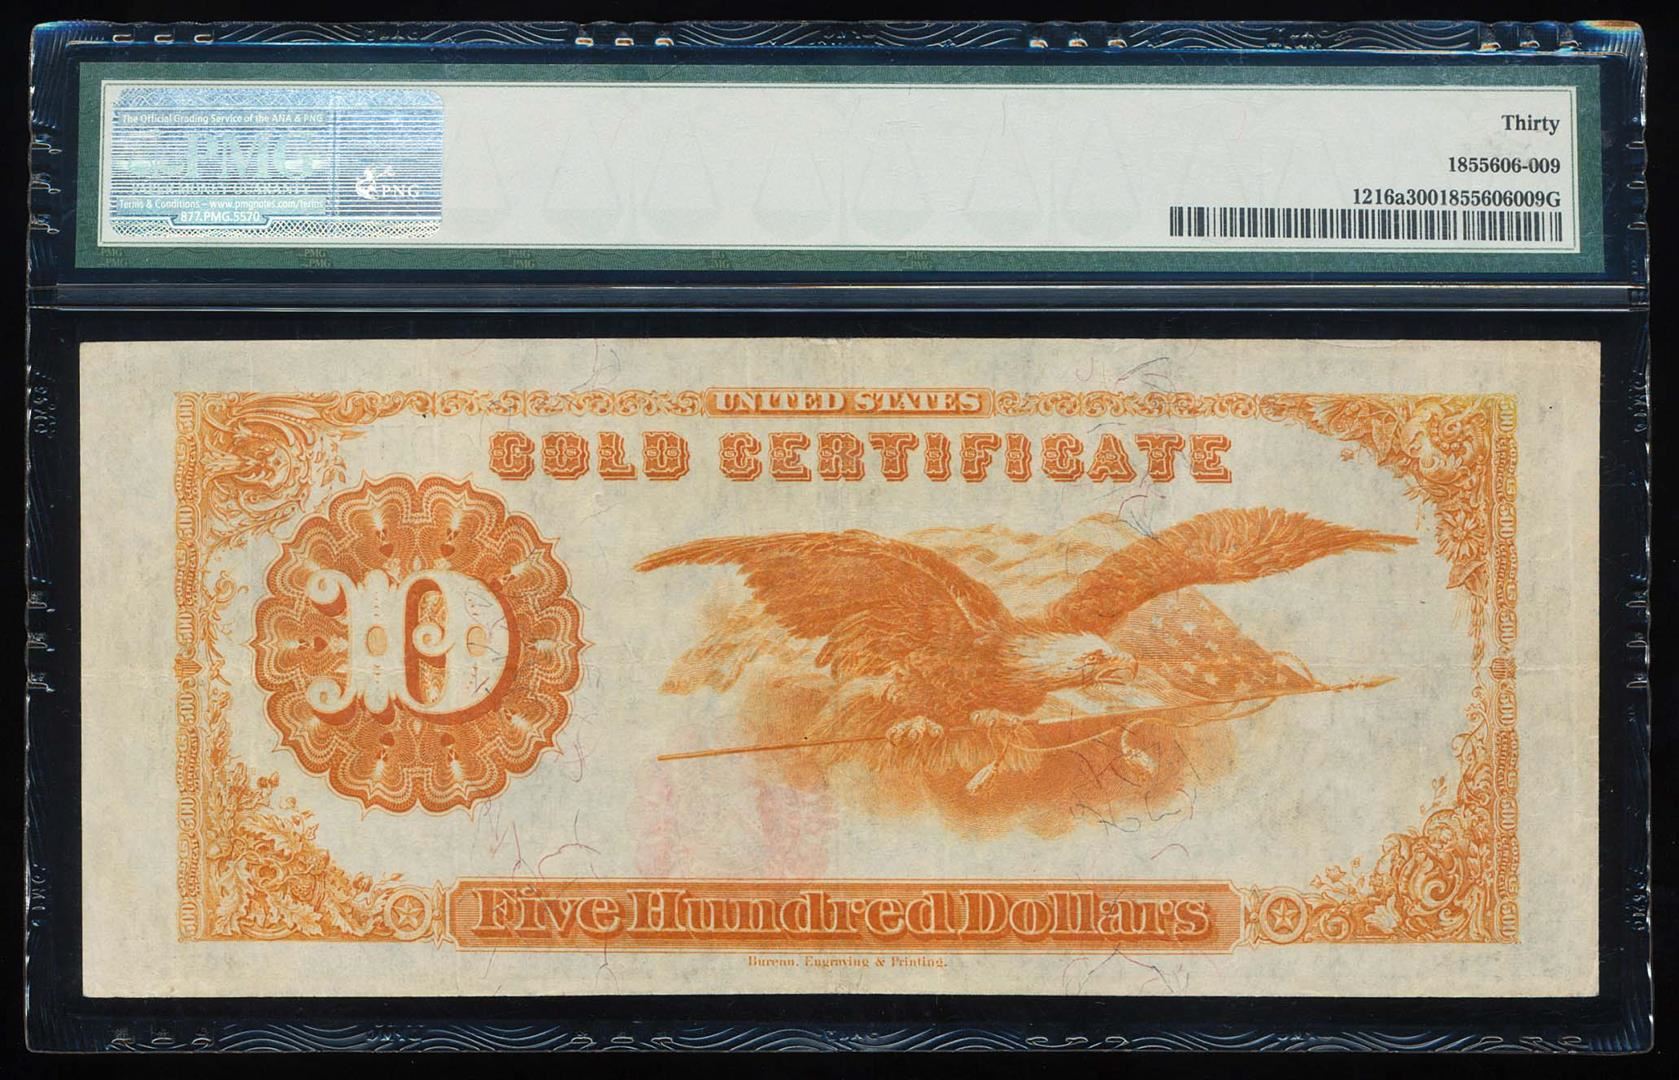 The Official Grading Service of the ANA & PNG
PMG
PNG
Terms & Conditions – www.pmgnotes.com/terms
877.PMG.5570
Thirty
1855606-009
1216a3001855606009G
UNITED STATES
GOLD CERTIFICATE
D
Five Hundred Dollars
Bureau, Engraving & Printing.